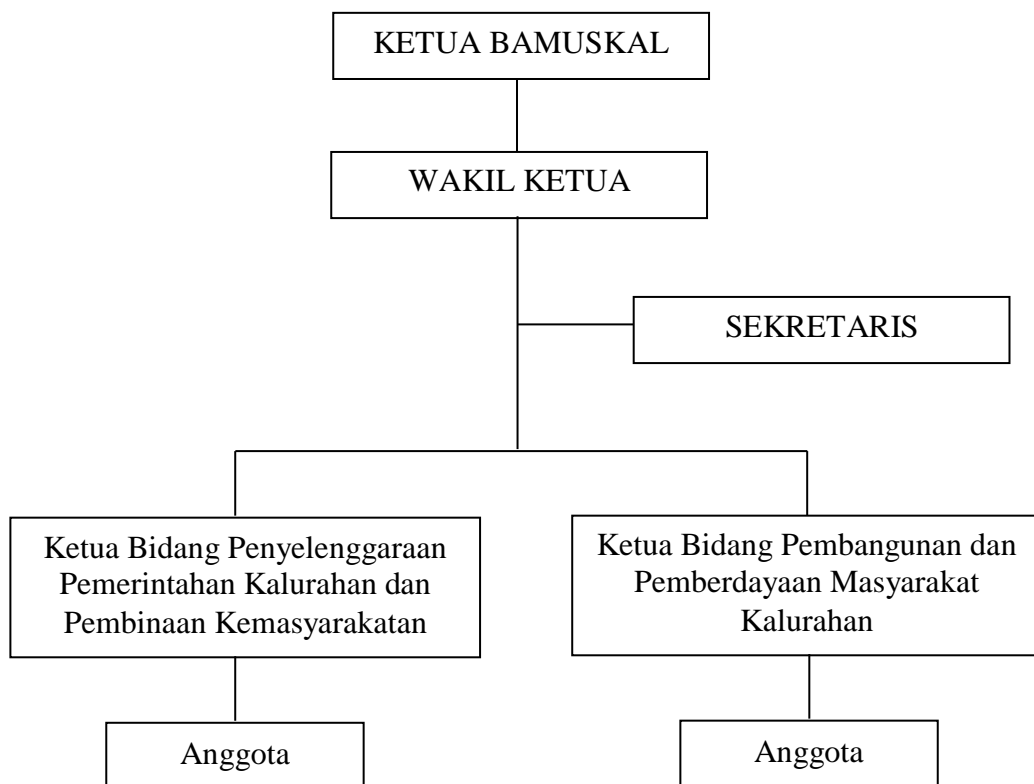 KETUA BAMUSKAL
WAKIL KETUA
SEKRETARIS
Ketua Bidang Penyelenggaraan
Pemerintahan Kalurahan dan
Pembinaan Kemasyarakatan
Ketua Bidang Pembangunan dan
Pemberdayaan Masyarakat
Kalurahan
Anggota
Anggota